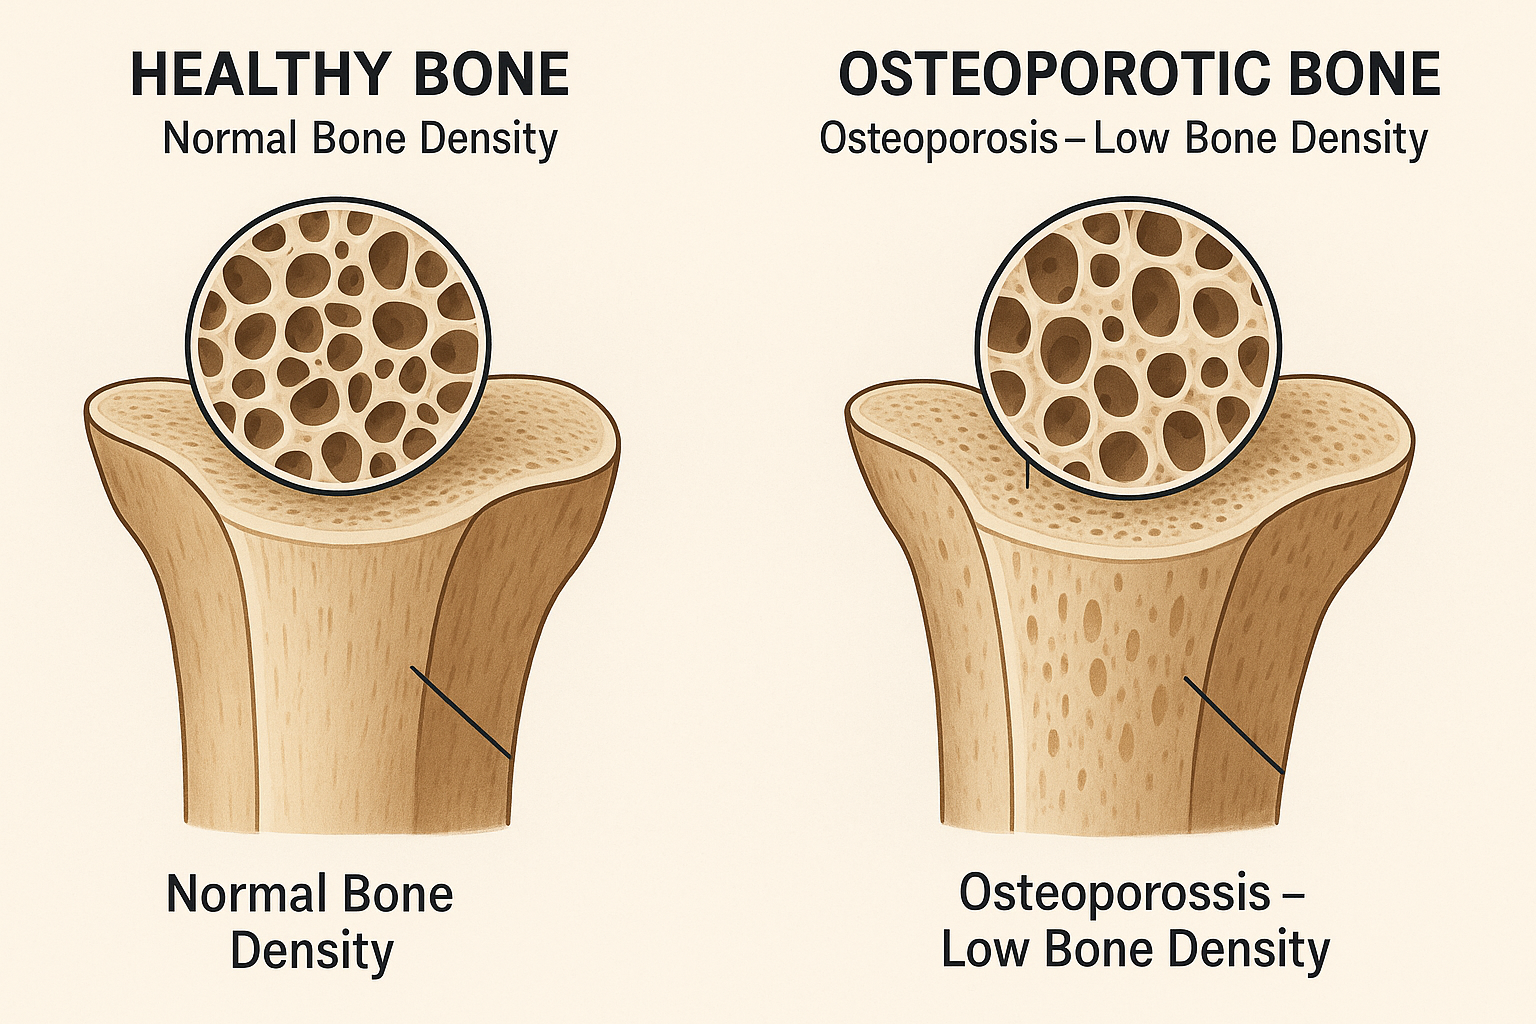 HEALTHY BONE
Normal Bone Density
OSTEOPOROTIC BONE
Osteoporosis – Low Bone Density
Normal Bone
Density
Osteoporossis –
Low Bone Density